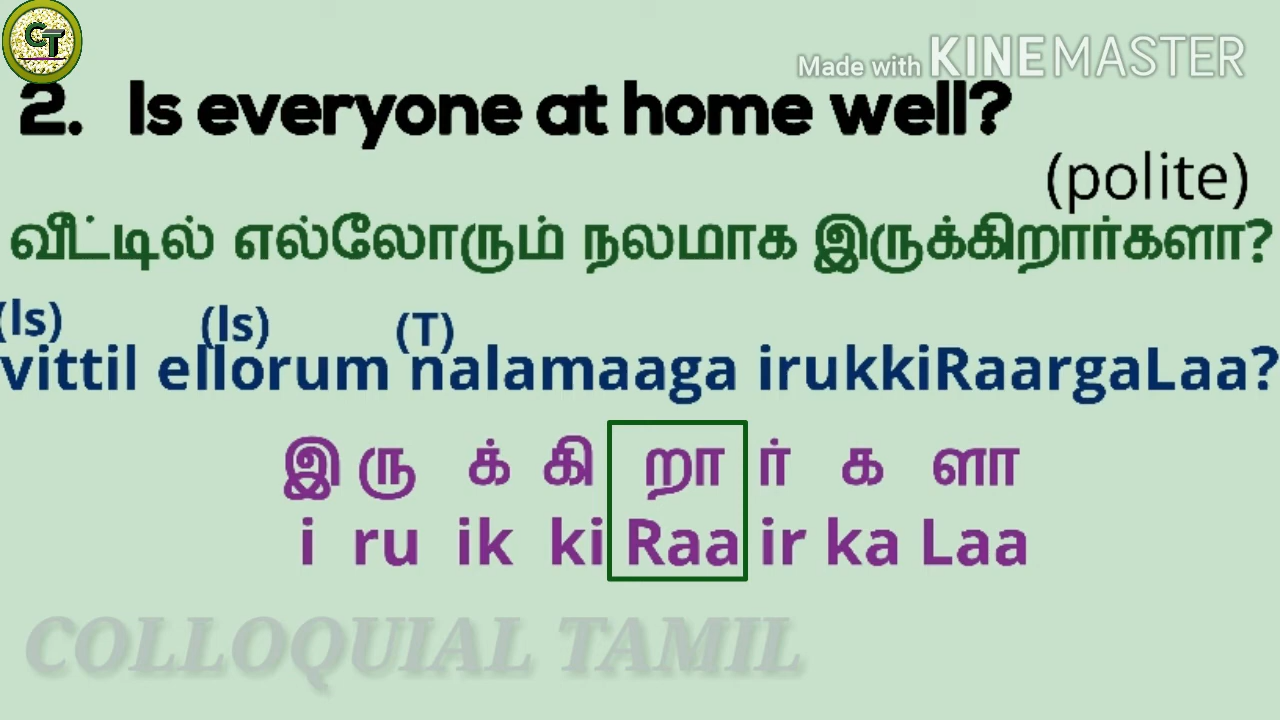 CT
Made with KINEMASTER
2. Is everyone at home well?
(polite)
வீட்டில் எல்லோரும் நலமாக இருக்கிறார்களா?
(ls) (ls) (T)
vittil ellorum nalamaaga irukkiRaargaLaa?
இ ரு க் கி றா ர் க ளா
i ru ik ki Raa ir ka Laa
COLLOQUIAL TAMIL